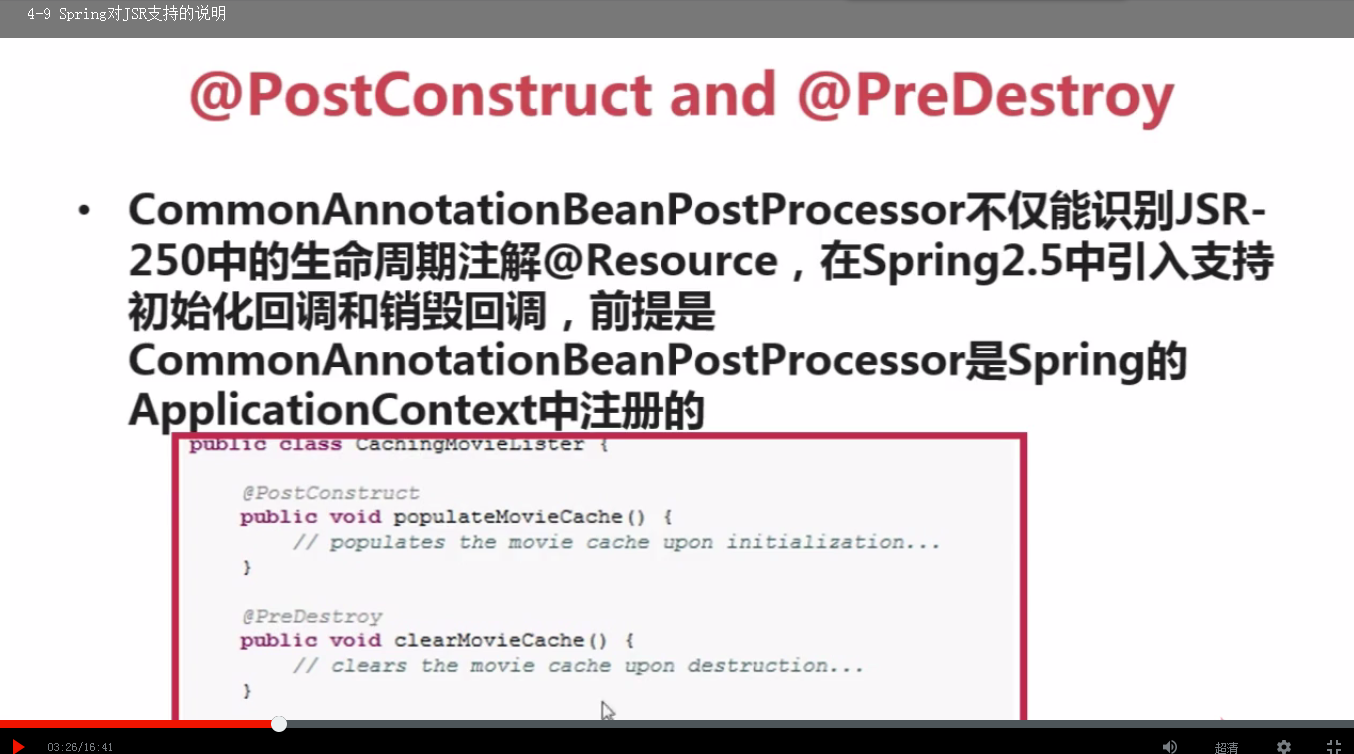 4-9 Spring对JSR支持的说明
@PostConstruct and @PreDestroy
• CommonAnnotationBeanPostProcessor不仅能识别JSR-
250中的生命周期注解@Resource，在Spring2.5中引入支持
初始化回调和销毁回调，前提是
CommonAnnotationBeanPostProcessor是Spring的
ApplicationContext中注册的
public class CachingMovieLister {
@PostConstruct
public void populateMovieCache() {
// populates the movie cache upon initialization...
}
@PreDestroy
public void clearMovieCache() {
// clears the movie cache upon destruction...
}
03:26/16:41
超清